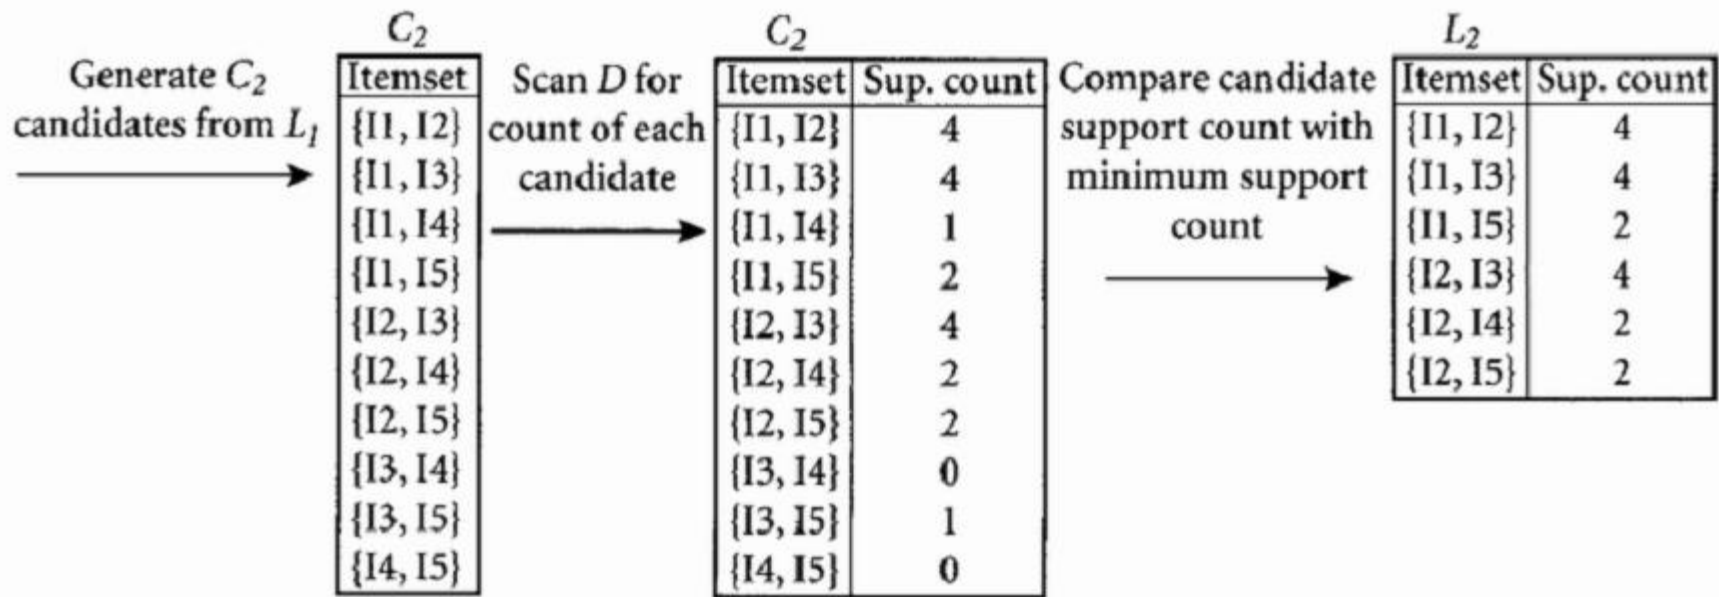 Generate C2
candidates from L1
C2
Itemset
{I1, I2}
{I1, I3}
{I1, I4}
{I1, I5}
{I2, I3}
{I2, I4}
{I2, I5}
{I3, I4}
{I3, I5}
{I4, I5}
Scan D for
count of each
candidate
C2
Itemset Sup. count
{I1, I2} 4
{I1, I3} 4
{I1, I4} 1
{I1, I5} 2
{I2, I3} 4
{I2, I4} 2
{I2, I5} 2
{I3, I4} 0
{I3, I5} 1
{I4, I5} 0
Compare candidate
support count with
minimum support
count
L2
Itemset Sup. count
{I1, I2} 4
{I1, I3} 4
{I1, I5} 2
{I2, I3} 4
{I2, I4} 2
{I2, I5} 2